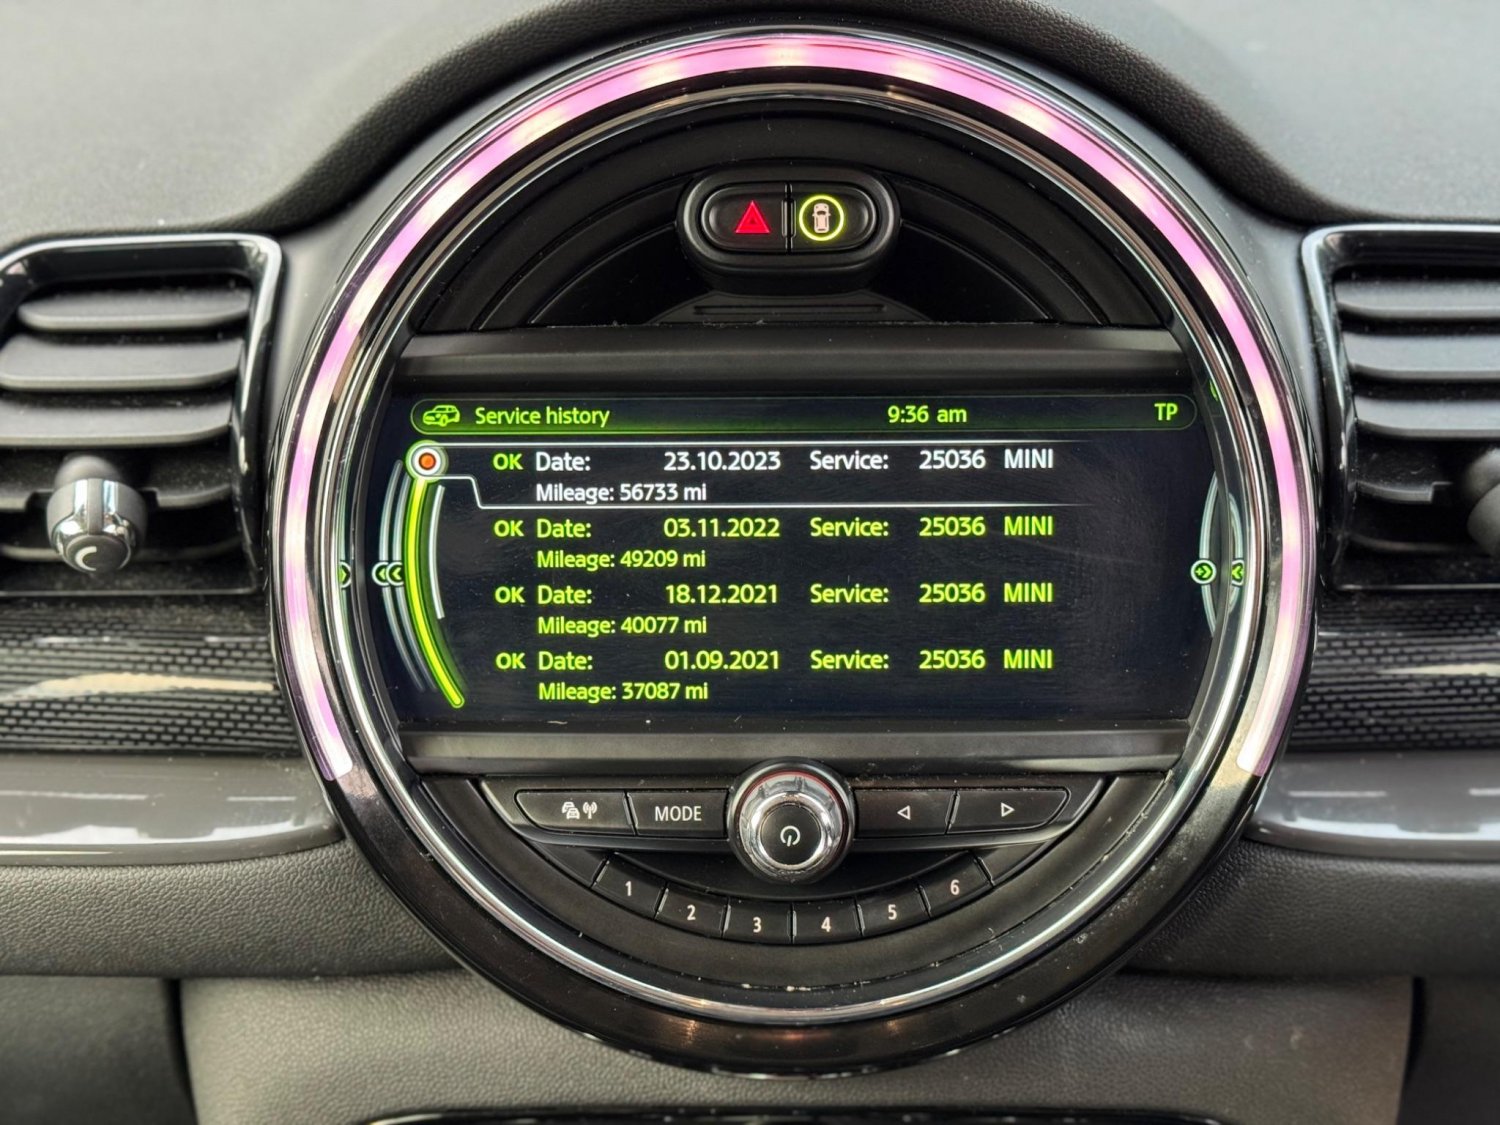 Service history 9:36 am TP
OK Date: 23.10.2023 Service: 25036 MINI
Mileage: 56733 mi
OK Date: 03.11.2022 Service: 25036 MINI
Mileage: 49209 mi
OK Date: 18.12.2021 Service: 25036 MINI
Mileage: 40077 mi
OK Date: 01.09.2021 Service: 25036 MINI
Mileage: 37087 mi
MODE
1 2 3 4 5 6